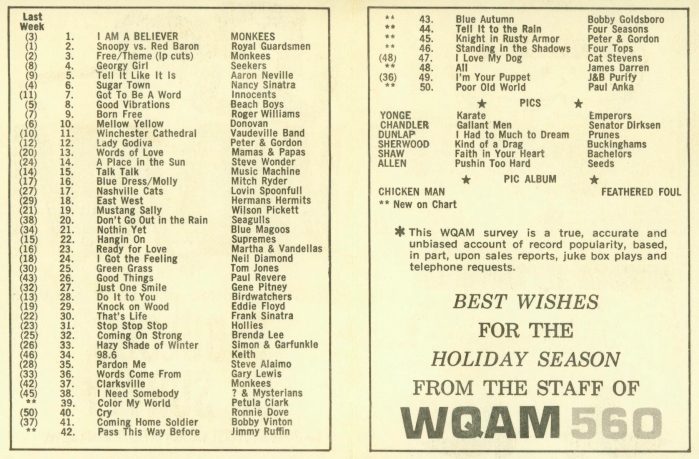 Last
Week
(3) 1. I AM A BELIEVER MONKEES
(1) 2. Snoopy vs. Red Baron Royal Guardsmen
(2) 3. Free/Theme (lp cuts) Monkees
(8) 4. Georgy Girl Seekers
(9) 5. Tell It Like It Is Aaron Neville
(4) 6. Sugar Town Nancy Sinatra
(11) 7. Got To Be A Word Innocents
(5) 8. Good Vibrations Beach Boys
(7) 9. Born Free Roger Williams
(6) 10. Mellow Yellow Donovan
(10) 11. Winchester Cathedral Vaudeville Band
(12) 12. Lady Godiva Peter & Gordon
(20) 13. Words of Love Mamas & Papas
(24) 14. A Place in the Sun Steve Wonder
(14) 15. Talk Talk Music Machine
(17) 16. Blue Dress/Molly Mitch Ryder
(27) 17. Nashville Cats Lovin Spoonfull
(29) 18. East West Hermans Hermits
(21) 19. Mustang Sally Wilson Pickett
(38) 20. Don't Go Out in the Rain Seagulls
(34) 21. Nothin Yet Blue Magoos
(15) 22. Hangin On Supremes
(16) 23. Ready for Love Martha & Vandellas
(18) 24. I Got the Feeling Neil Diamond
(30) 25. Green Grass Tom Jones
(43) 26. Good Things Paul Revere
(32) 27. Just One Smile Gene Pitney
(13) 28. Do It to You Birdwatchers
(19) 29. Knock on Wood Eddie Floyd
(22) 30. That's Life Frank Sinatra
(23) 31. Stop Stop Stop Hollies
(25) 32. Coming On Strong Brenda Lee
(26) 33. Hazy Shade of Winter Simon & Garfunkle
(46) 34. 98.6 Keith
(28) 35. Pardon Me Steve Alaimo
(33) 36. Words Come From Gary Lewis
(42) 37. Clarksville Monkees
(45) 38. I Need Somebody ? & Mysterians
** 39. Color My World Petula Clark
(50) 40. Cry Ronnie Dove
(37) 41. Coming Home Soldier Bobby Vinton
** 42. Pass This Way Before Jimmy Ruffin
** 43. Blue Autumn Bobby Goldsboro
** 44. Tell It to the Rain Four Seasons
** 45. Knight in Rusty Armor Peter & Gordon
** 46. Standing in the Shadows Four Tops
(48) 47. I Love My Dog Cat Stevens
** 48. All James Darren
(36) 49. I'm Your Puppet J&B Purify
** 50. Poor Old World Paul Anka
★ PICS ★
YONGE Karate Emperors
CHANDLER Gallant Men Senator Dirksen
DUNLAP I Had to Much to Dream Prunes
SHERWOOD Kind of a Drag Buckinghams
SHAW Faith in Your Heart Bachelors
ALLEN Pushin Too Hard Seeds
★ PIC ALBUM ★
CHICKEN MAN FEATHERED FOUL
** New on Chart
* This WQAM survey is a true, accurate and
unbiased account of record popularity, based,
in part, upon sales reports, juke box plays and
telephone requests.
BEST WISHES
FOR THE
HOLIDAY SEASON
FROM THE STAFF OF
WQAM 560